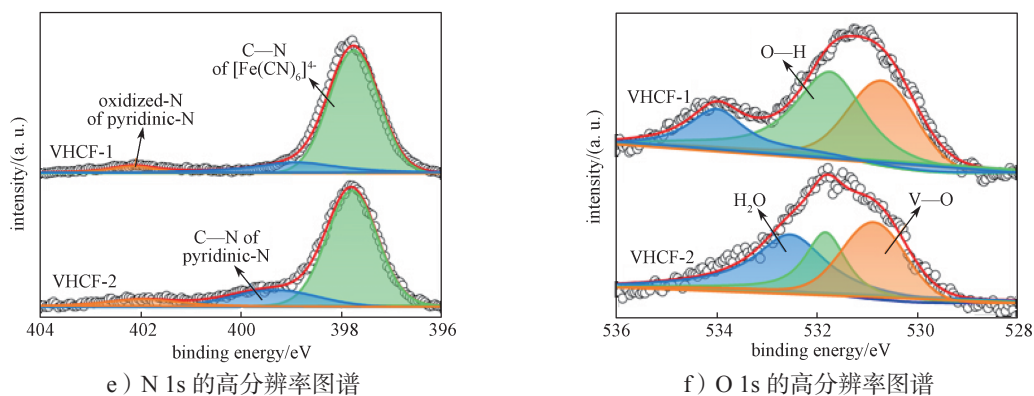 C—N
of [Fe(CN)₆]⁴⁻
oxidized-N
of pyridinic-N
VHCF-1
C—N of
pyridinic-N
VHCF-2
intensity/(a. u.)
404 402 400 398 396
binding energy/eV
e）N 1s 的高分辨率图谱
O—H
VHCF-1
H₂O
V—O
VHCF-2
intensity/(a. u.)
536 534 532 530 528
binding energy/eV
f）O 1s 的高分辨率图谱